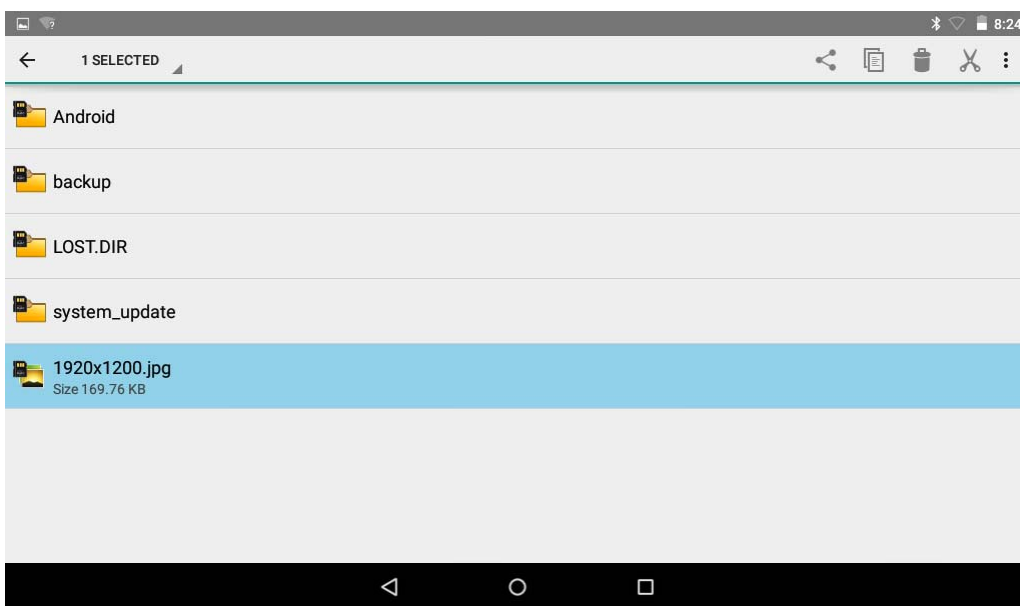 8:24
1 SELECTED
Android
backup
LOST.DIR
system_update
1920x1200.jpg
Size 169.76 KB